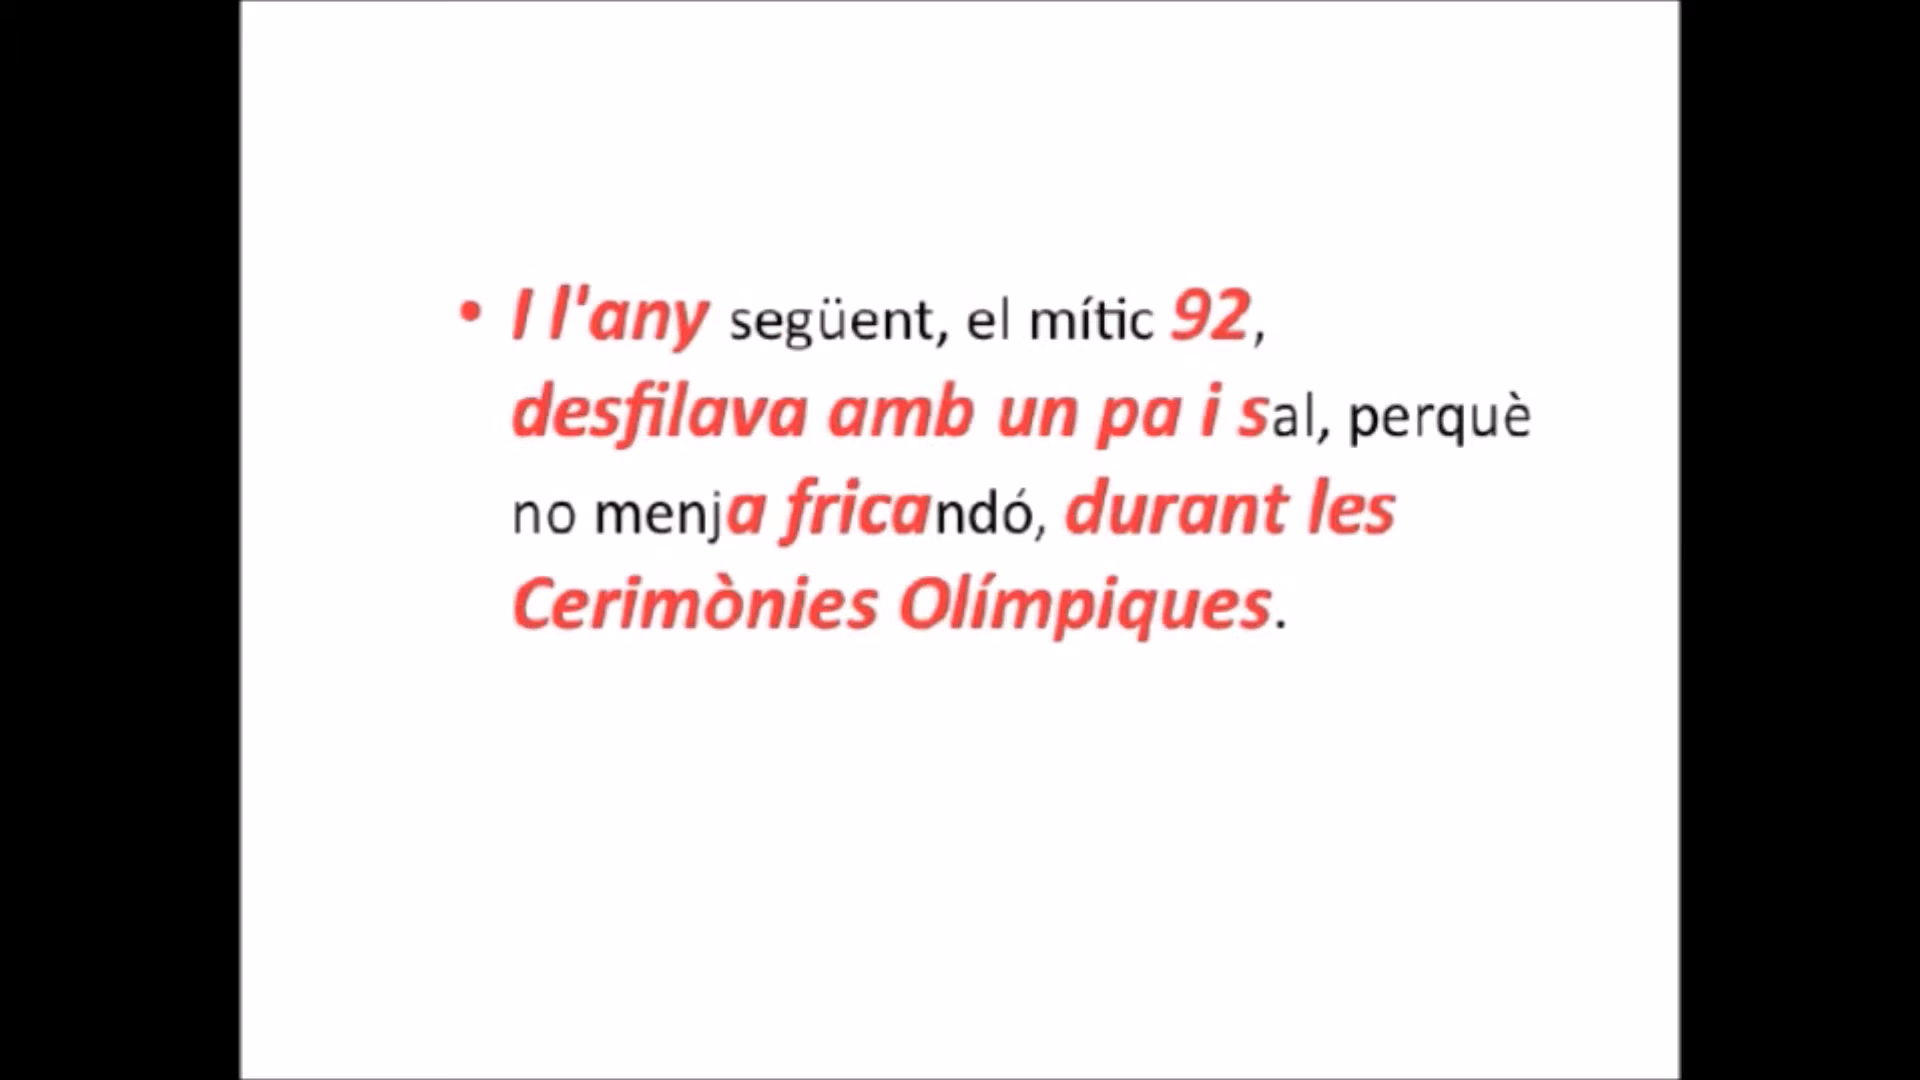 • I l'any següent, el mític 92,
desfilava amb un pa i sal, perquè
no menja fricandó, durant les
Cerimònies Olímpiques.